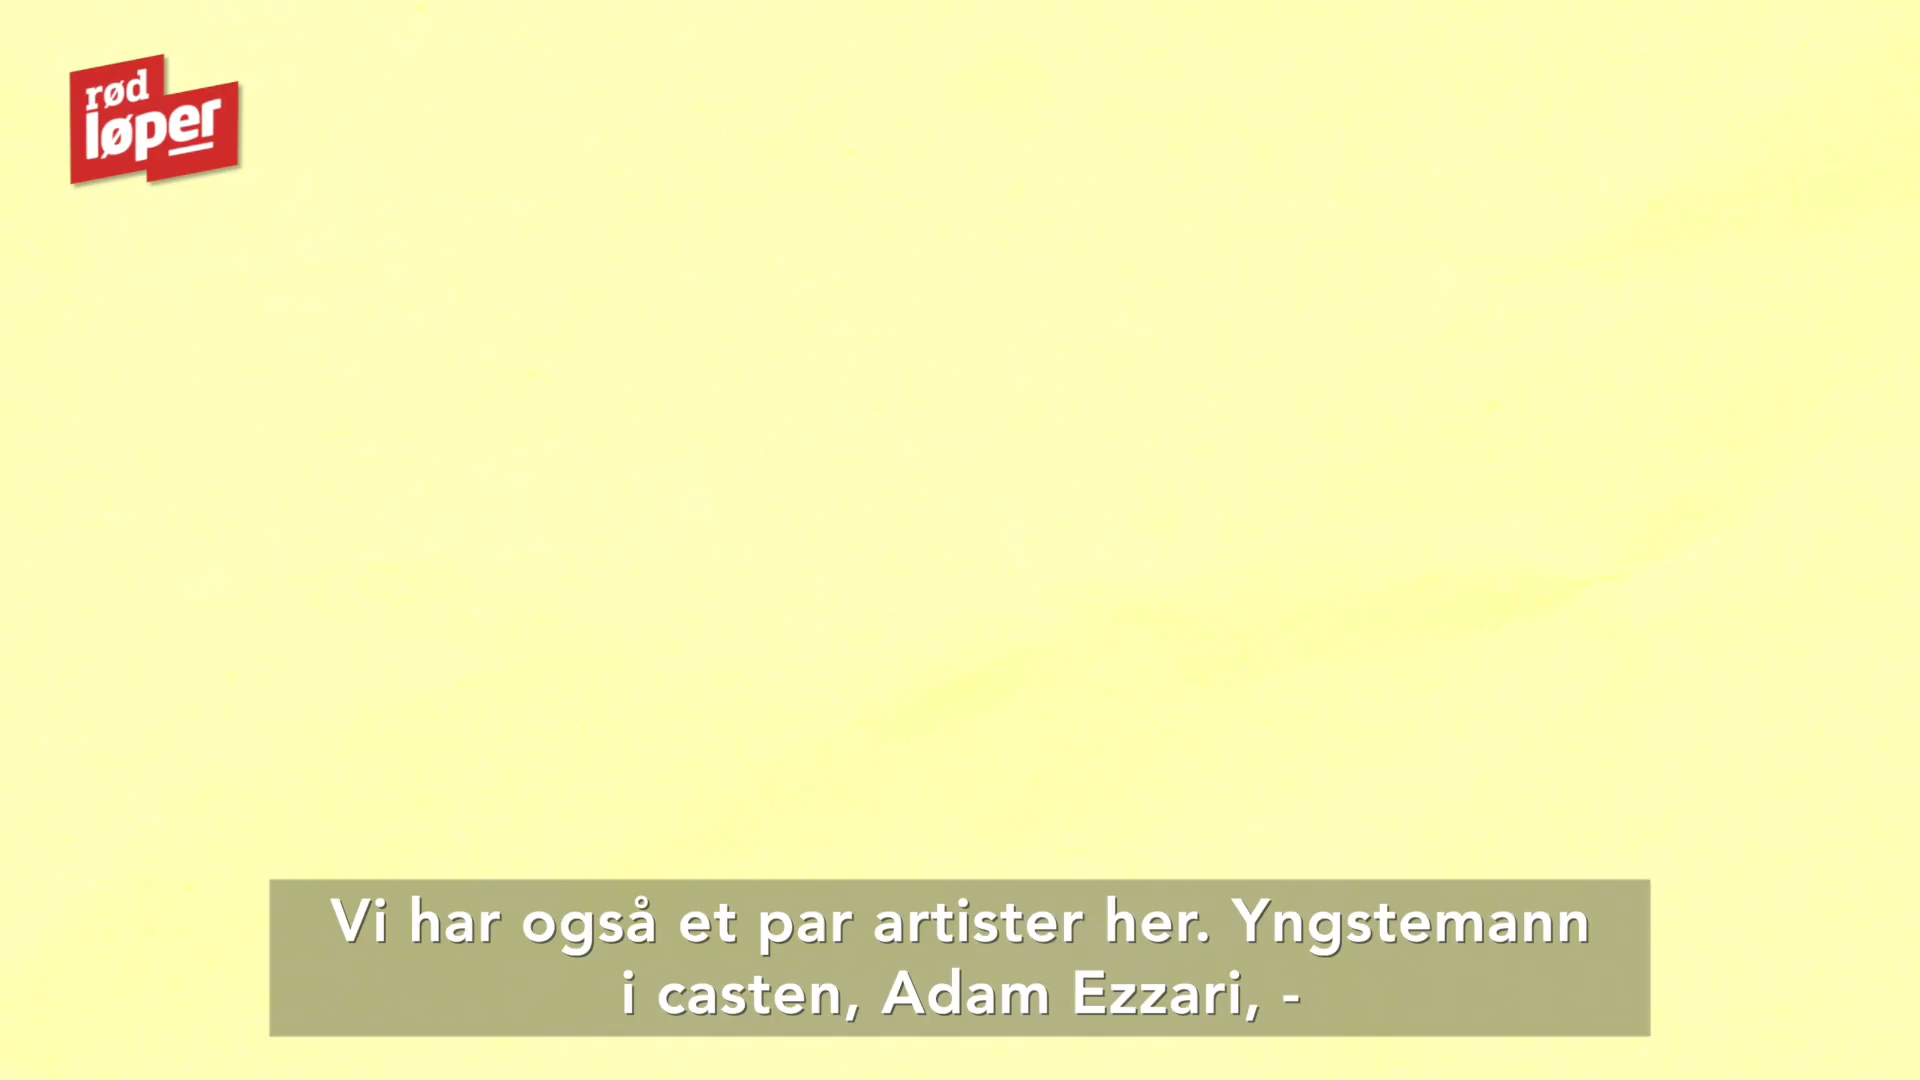 rød
løper
Vi har også et par artister her. Yngstemann
i casten, Adam Ezzari, -